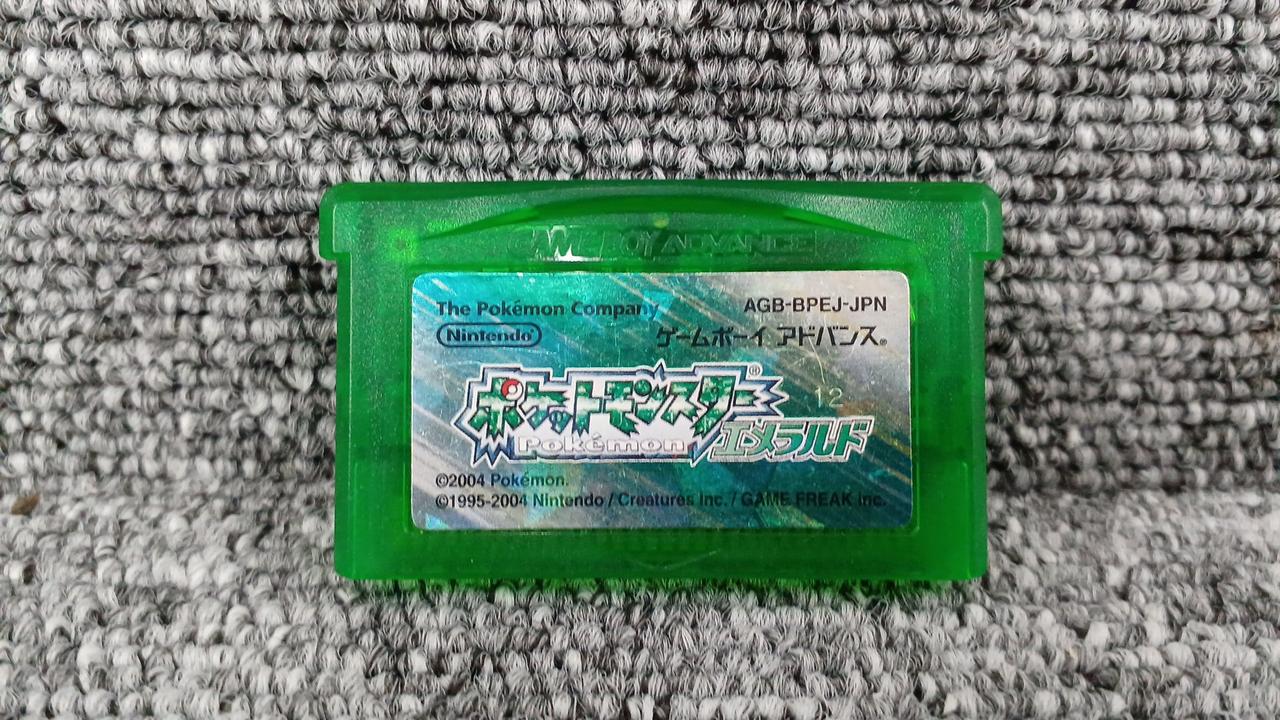 GAME BOY ADVANCE
The Pokémon Company
AGB-BPEJ-JPN
Nintendo
ゲームボーイ アドバンス®
ポケットモンスター®
12
Pokémon
エメラルド
©2004 Pokémon.
©1995-2004 Nintendo / Creatures Inc. / GAME FREAK Inc.